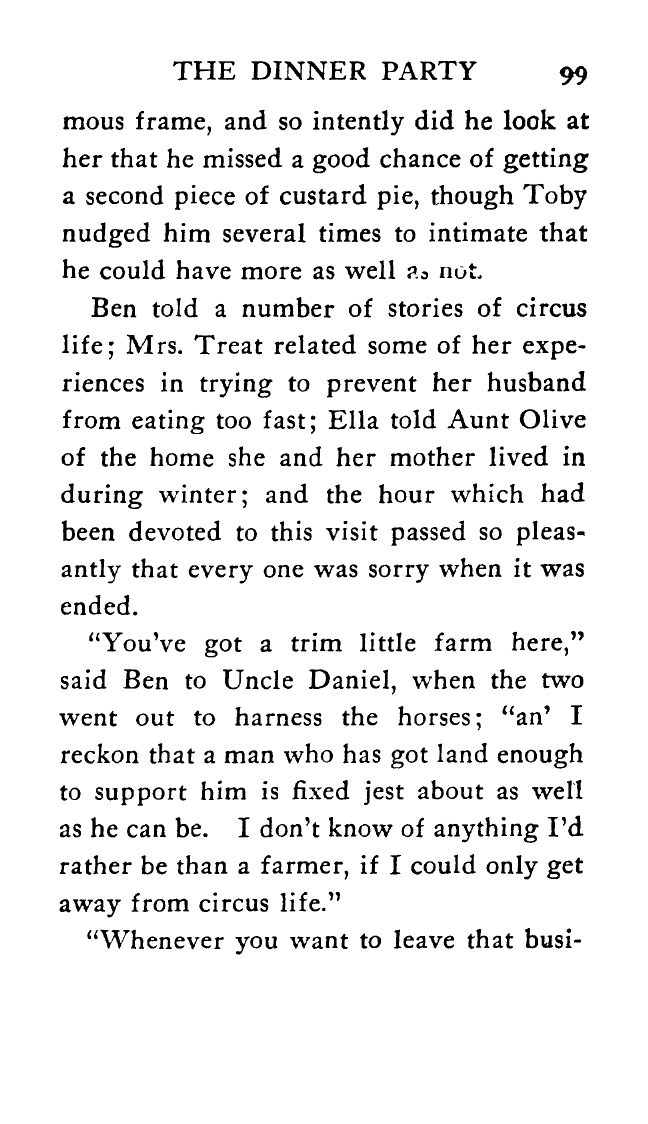 THE DINNER PARTY 99
mous frame, and so intently did he look at
her that he missed a good chance of getting
a second piece of custard pie, though Toby
nudged him several times to intimate that
he could have more as well as not.
Ben told a number of stories of circus
life; Mrs. Treat related some of her expe-
riences in trying to prevent her husband
from eating too fast; Ella told Aunt Olive
of the home she and her mother lived in
during winter; and the hour which had
been devoted to this visit passed so pleas-
antly that every one was sorry when it was
ended.
“You’ve got a trim little farm here,”
said Ben to Uncle Daniel, when the two
went out to harness the horses; “an’ I
reckon that a man who has got land enough
to support him is fixed jest about as well
as he can be. I don’t know of anything I’d
rather be than a farmer, if I could only get
away from circus life.”
“Whenever you want to leave that busi-